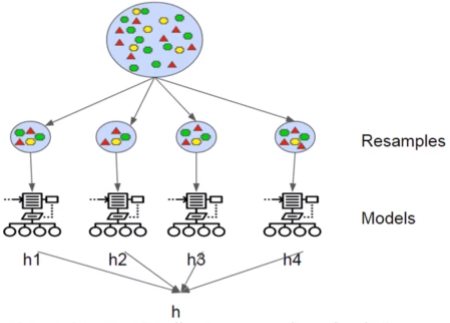 Resamples
Models
h1 h2 h3 h4
h